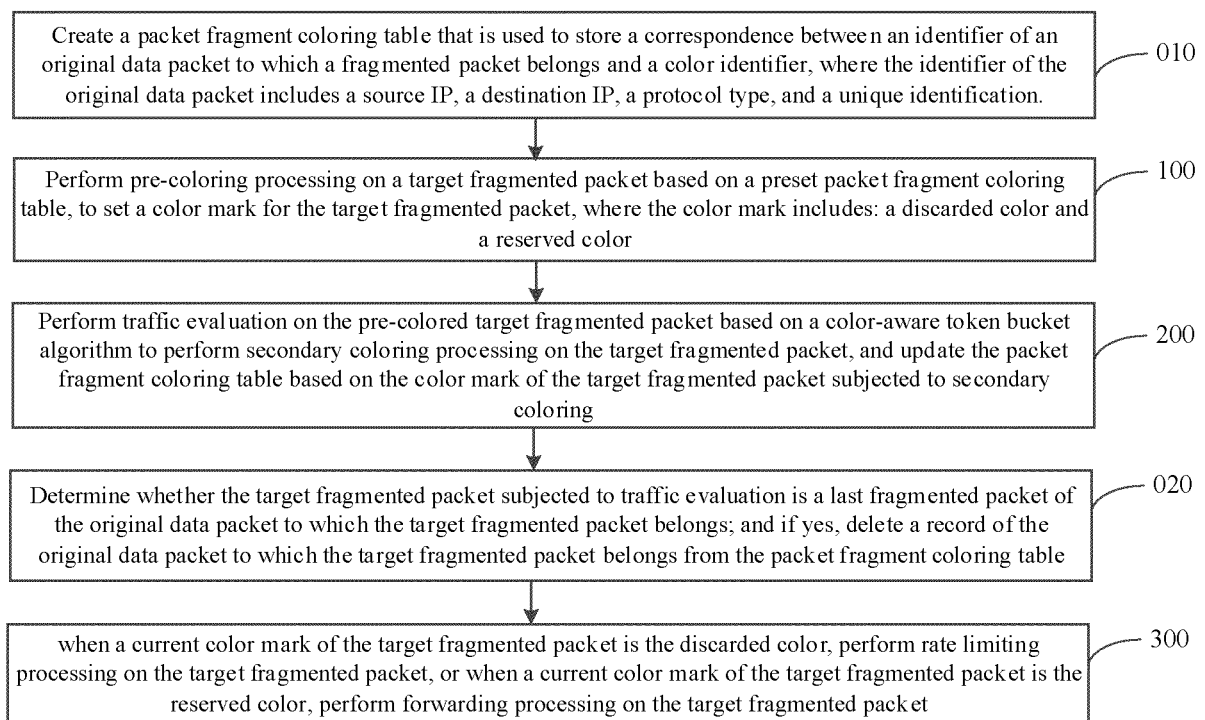 Create a packet fragment coloring table that is used to store a correspondence between an identifier of an
original data packet to which a fragmented packet belongs and a color identifier, where the identifier of the
original data packet includes a source IP, a destination IP, a protocol type, and a unique identification.
010
Perform pre-coloring processing on a target fragmented packet based on a preset packet fragment coloring
table, to set a color mark for the target fragmented packet, where the color mark includes: a discarded color and
a reserved color
100
Perform traffic evaluation on the pre-colored target fragmented packet based on a color-aware token bucket
algorithm to perform secondary coloring processing on the target fragmented packet, and update the packet
fragment coloring table based on the color mark of the target fragmented packet subjected to secondary
coloring
200
Determine whether the target fragmented packet subjected to traffic evaluation is a last fragmented packet of
the original data packet to which the target fragmented packet belongs; and if yes, delete a record of the
original data packet to which the target fragmented packet belongs from the packet fragment coloring table
020
when a current color mark of the target fragmented packet is the discarded color, perform rate limiting
processing on the target fragmented packet, or when a current color mark of the target fragmented packet is the
reserved color, perform forwarding processing on the target fragmented packet
300